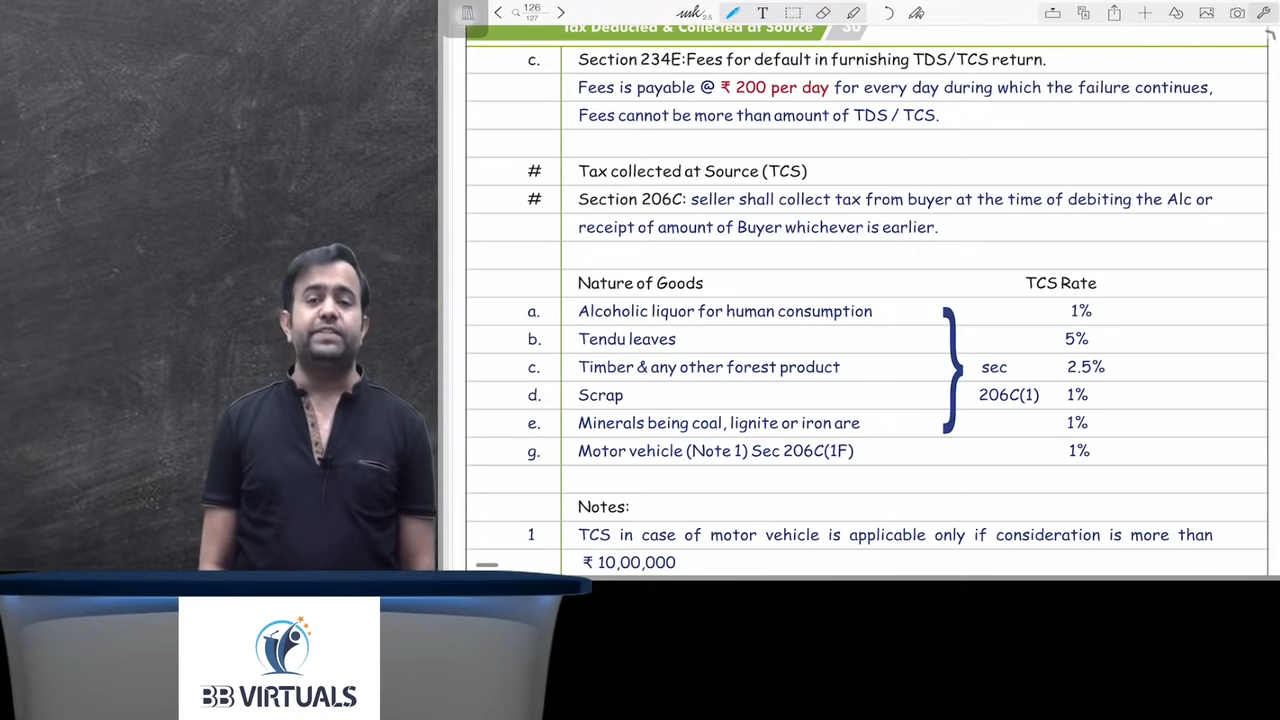 126
127
T
Tax Deducted & Collected at Source 30
c. Section 234E:Fees for default in furnishing TDS/TCS return.
Fees is payable @ ₹ 200 per day for every day during which the failure continues,
Fees cannot be more than amount of TDS / TCS.
# Tax collected at Source (TCS)
# Section 206C: seller shall collect tax from buyer at the time of debiting the Alc or
receipt of amount of Buyer whichever is earlier.
Nature of Goods TCS Rate
a. Alcoholic liquor for human consumption 1%
b. Tendu leaves 5%
c. Timber & any other forest product sec 2.5%
d. Scrap 206C(1) 1%
e. Minerals being coal, lignite or iron are 1%
g. Motor vehicle (Note 1) Sec 206C(1F) 1%
Notes:
1 TCS in case of motor vehicle is applicable only if consideration is more than
₹ 10,00,000
BB VIRTUALS